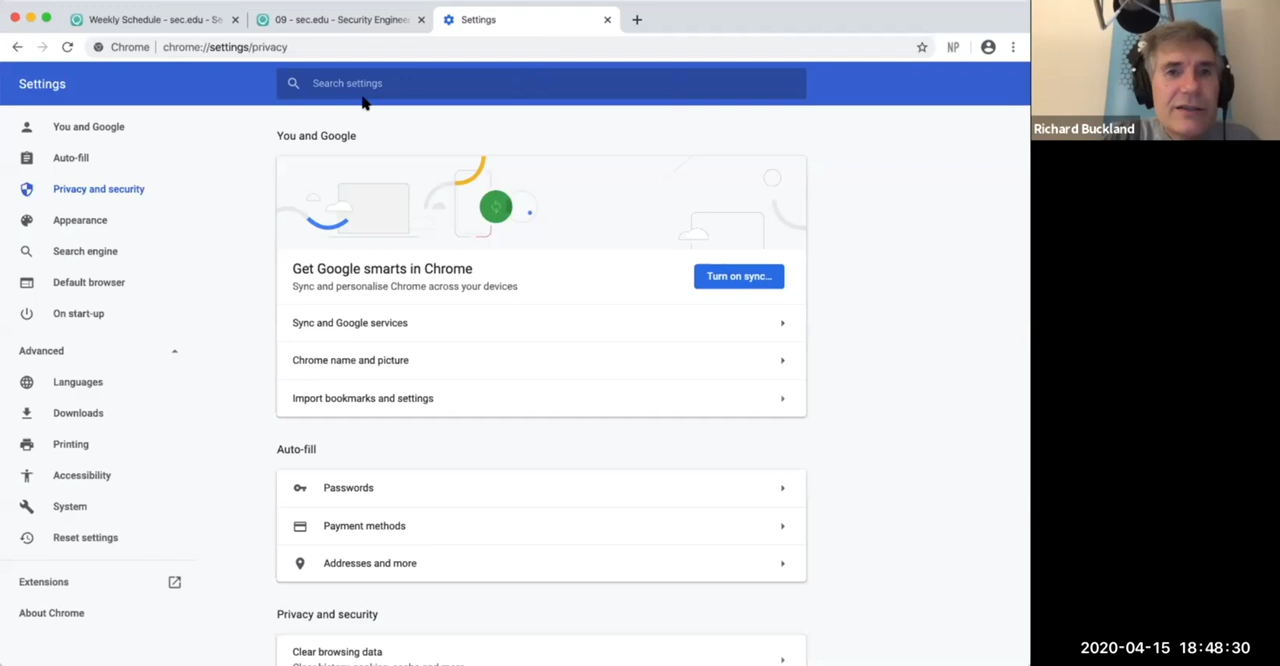 Weekly Schedule - sec.edu - Se
09 - sec.edu - Security Enginee
Settings
Chrome
chrome://settings/privacy
NP
Settings
Search settings
Richard Buckland
You and Google
Auto-fill
Privacy and security
Appearance
Search engine
Default browser
On start-up
Advanced
Languages
Downloads
Printing
Accessibility
System
Reset settings
Extensions
About Chrome
You and Google
Get Google smarts in Chrome
Sync and personalise Chrome across your devices
Turn on sync...
Sync and Google services
Chrome name and picture
Import bookmarks and settings
Auto-fill
Passwords
Payment methods
Addresses and more
Privacy and security
Clear browsing data
2020-04-15 18:48:30